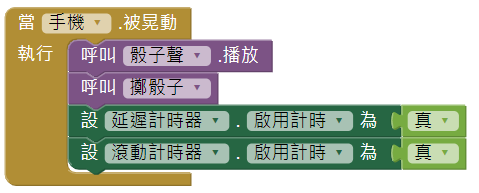 當 手機 .被晃動
執行 呼叫 骰子聲 .播放
呼叫 擲骰子
設 延遲計時器 . 啟用計時 為 真
設 滾動計時器 . 啟用計時 為 真